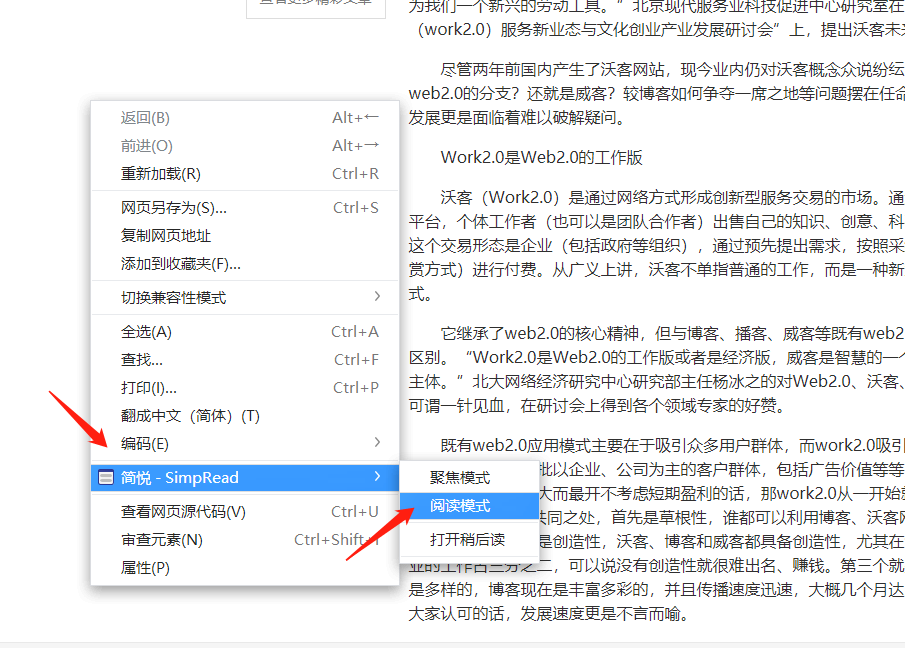 查看更多精彩文章
为我们一个新兴的劳动工具。”北京现代服务业科技促进中心研究室在
（work2.0）服务新业态与文化创业产业发展研讨会”上，提出沃客未来
尽管两年前国内产生了沃客网站，现今业内仍对沃客概念众说纷纭
web2.0的分支？还就是威客？较博客如何争夺一席之地等问题摆在任命
发展更是面临着难以破解疑问。
Work2.0是Web2.0的工作版
沃客（Work2.0）是通过网络方式形成创新型服务交易的市场。通
平台，个体工作者（也可以是团队合作者）出售自己的知识、创意、科
这个交易形态是企业（包括政府等组织），通过预先提出需求，按照采
赏方式）进行付费。从广义上讲，沃客不单指普通的工作，而是一种新
式。
它继承了web2.0的核心精神，但与博客、播客、威客等既有web2
区别。“Work2.0是Web2.0的工作版或者是经济版，威客是智慧的一个
主体。”北大网络经济研究中心研究部主任杨冰之的对Web2.0、沃客、
可谓一针见血，在研讨会上得到各个领域专家的好赞。
既有web2.0应用模式主要在于吸引众多用户群体，而work2.0吸引
批以企业、公司为主的客户群体，包括广告价值等等
大而最开不考虑短期盈利的话，那work2.0从一开始就
共同之处，首先是草根性，谁都可以利用博客、沃客网
是创造性，沃客、博客和威客都具备创造性，尤其在
业的工作占三分之二，可以说没有创造性就很难出名、赚钱。第三个就
是多样的，博客现在是丰富多彩的，并且传播速度迅速，大概几个月达
大家认可的话，发展速度更是不言而喻。
返回(B) Alt+←
前进(O) Alt+→
重新加载(R) Ctrl+R
网页另存为(S)... Ctrl+S
复制网页地址
添加到收藏夹(F)...
切换兼容性模式
全选(A) Ctrl+A
查找... Ctrl+F
打印(I)... Ctrl+P
翻成中文（简体）(T)
编码(E)
简悦 - SimpRead
查看网页源代码(V) Ctrl+U
审查元素(N) Ctrl+Shift+I
属性(P)
聚焦模式
阅读模式
打开稍后读